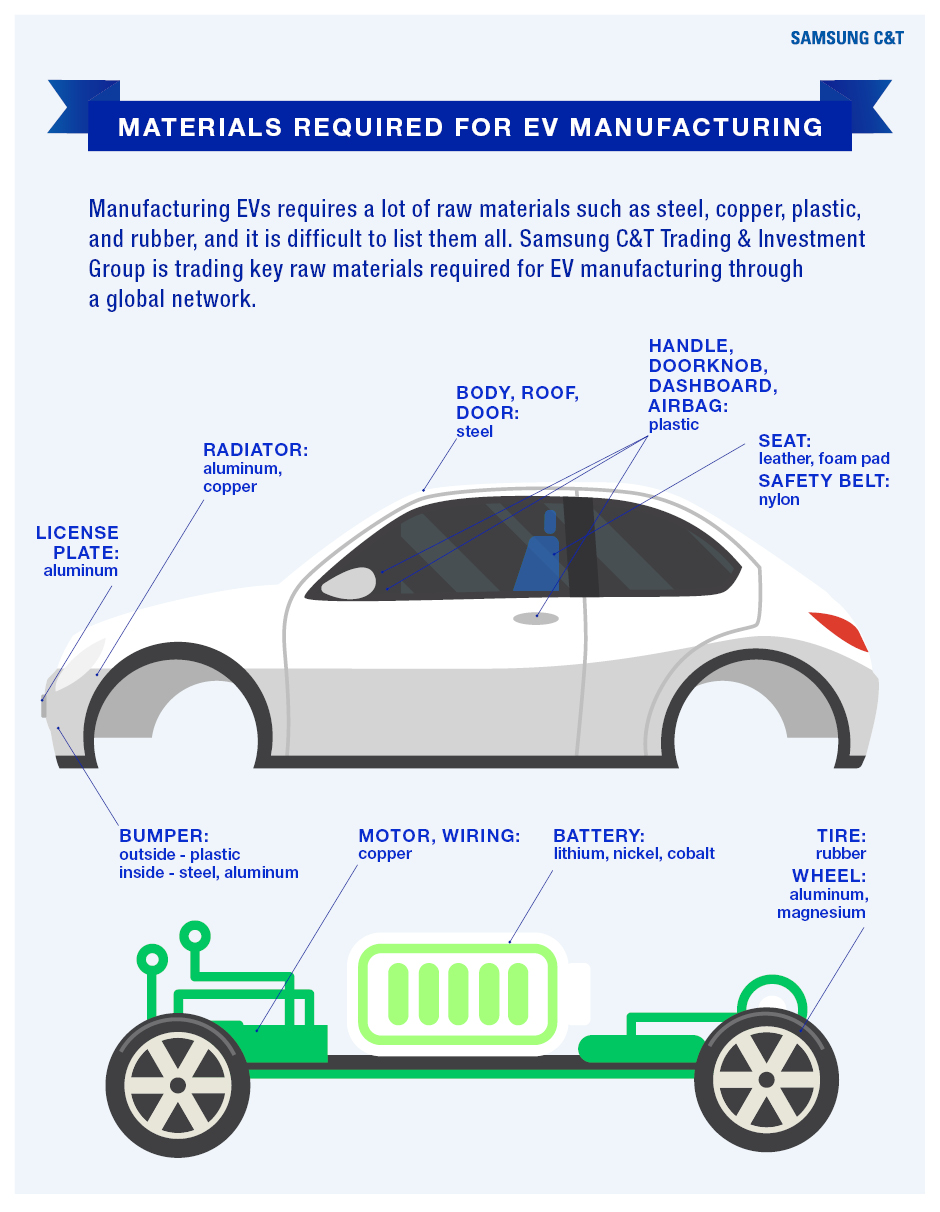 SAMSUNG C&T
MATERIALS REQUIRED FOR EV MANUFACTURING
Manufacturing EVs requires a lot of raw materials such as steel, copper, plastic,
and rubber, and it is difficult to list them all. Samsung C&T Trading & Investment
Group is trading key raw materials required for EV manufacturing through
a global network.
HANDLE,
DOORKNOB,
DASHBOARD,
AIRBAG:
plastic
BODY, ROOF,
DOOR:
steel
SEAT:
leather, foam pad
SAFETY BELT:
nylon
RADIATOR:
aluminum,
copper
LICENSE
PLATE:
aluminum
BUMPER:
outside - plastic
inside - steel, aluminum
MOTOR, WIRING:
copper
BATTERY:
lithium, nickel, cobalt
TIRE:
rubber
WHEEL:
aluminum,
magnesium